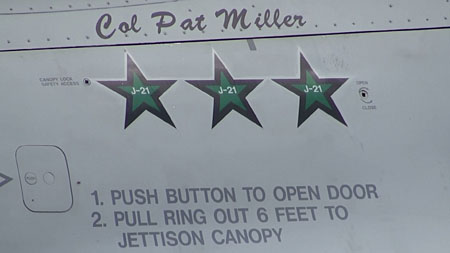 Col Pat Miller
CANOPY LOCK
SAFETY ACCESS
J-21 J-21 J-21
OPEN
CLOSE
1. PUSH BUTTON TO OPEN DOOR
2. PULL RING OUT 6 FEET TO
JETTISON CANOPY